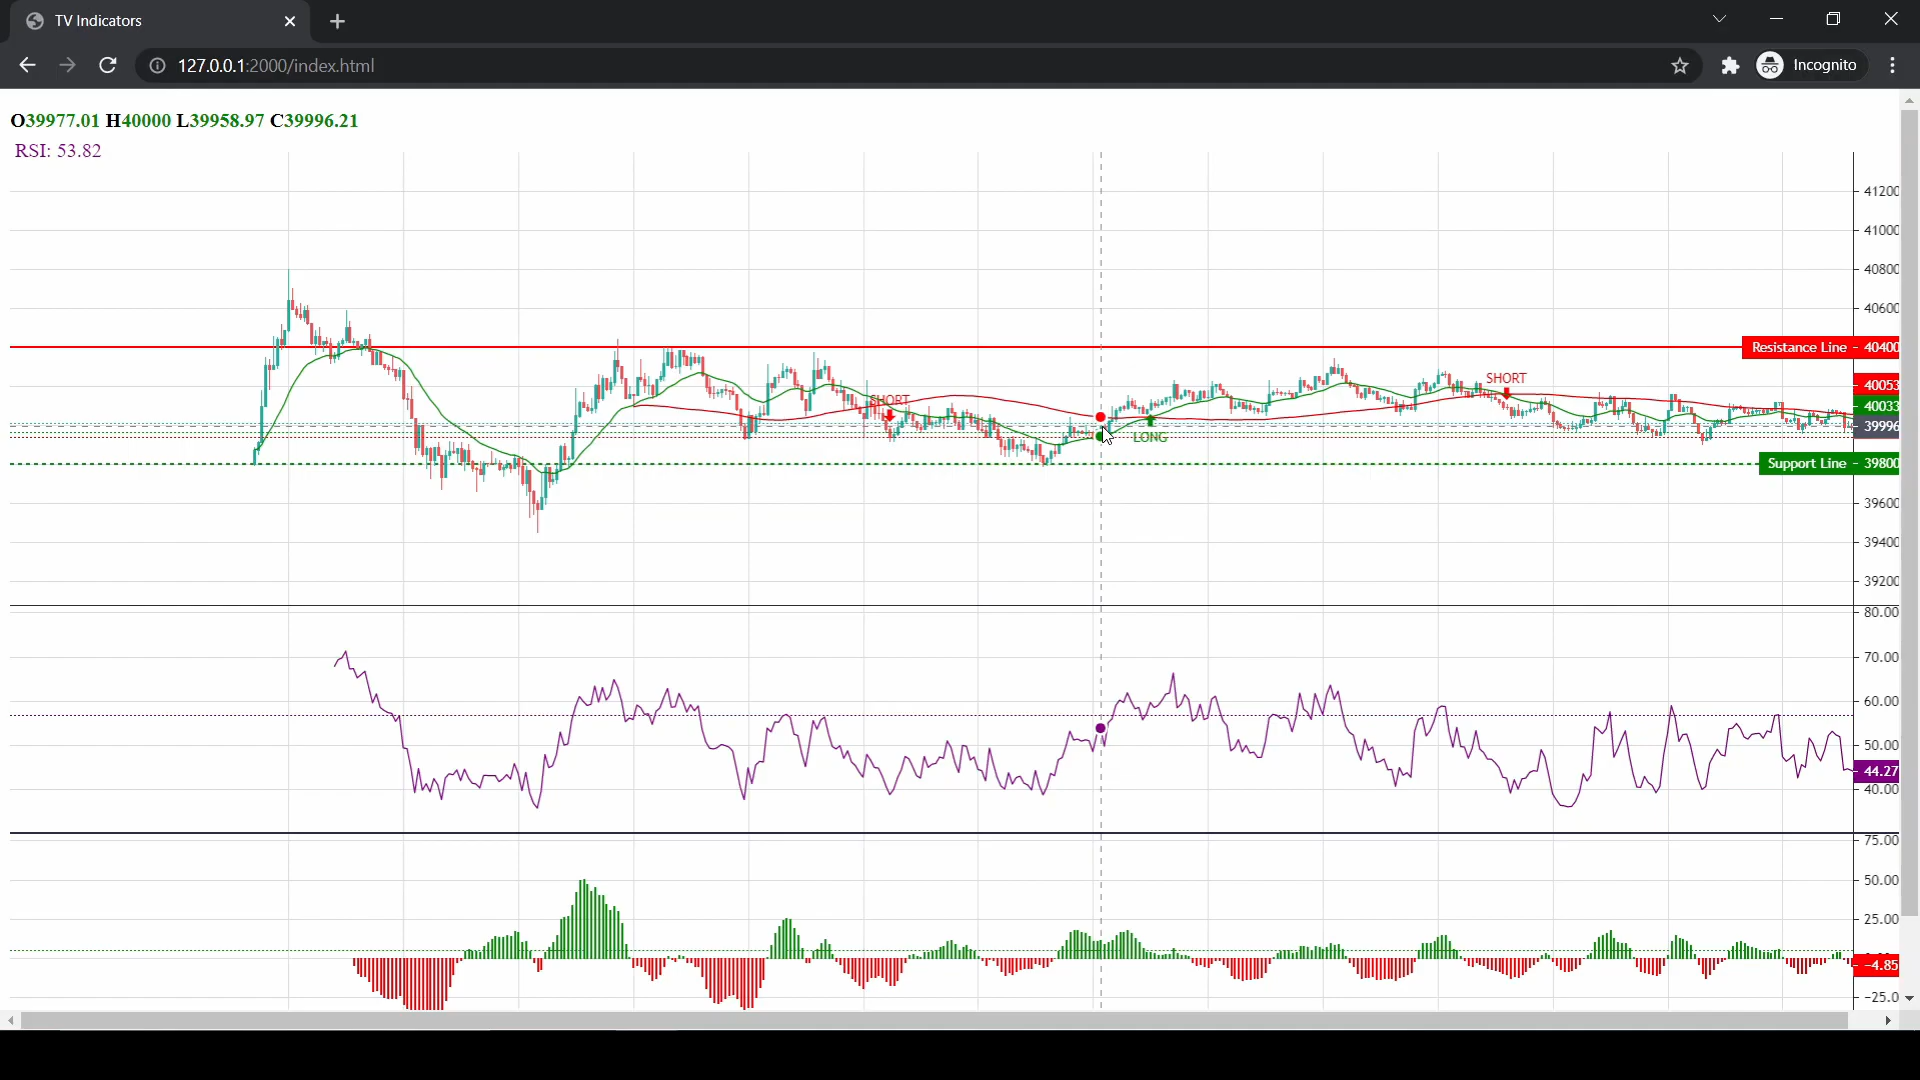 TV Indicators
127.0.0.1:2000/index.html
Incognito
O39977.01 H40000 L39958.97 C39996.21
RSI: 53.82
41200
41000
40800
40600
Resistance Line - 40400
SHORT
SHORT
40053
40033
39996
LONG
Support Line - 39800
39600
39400
39200
80.00
70.00
60.00
50.00
44.27
40.00
75.00
50.00
25.00
-4.85
-25.0